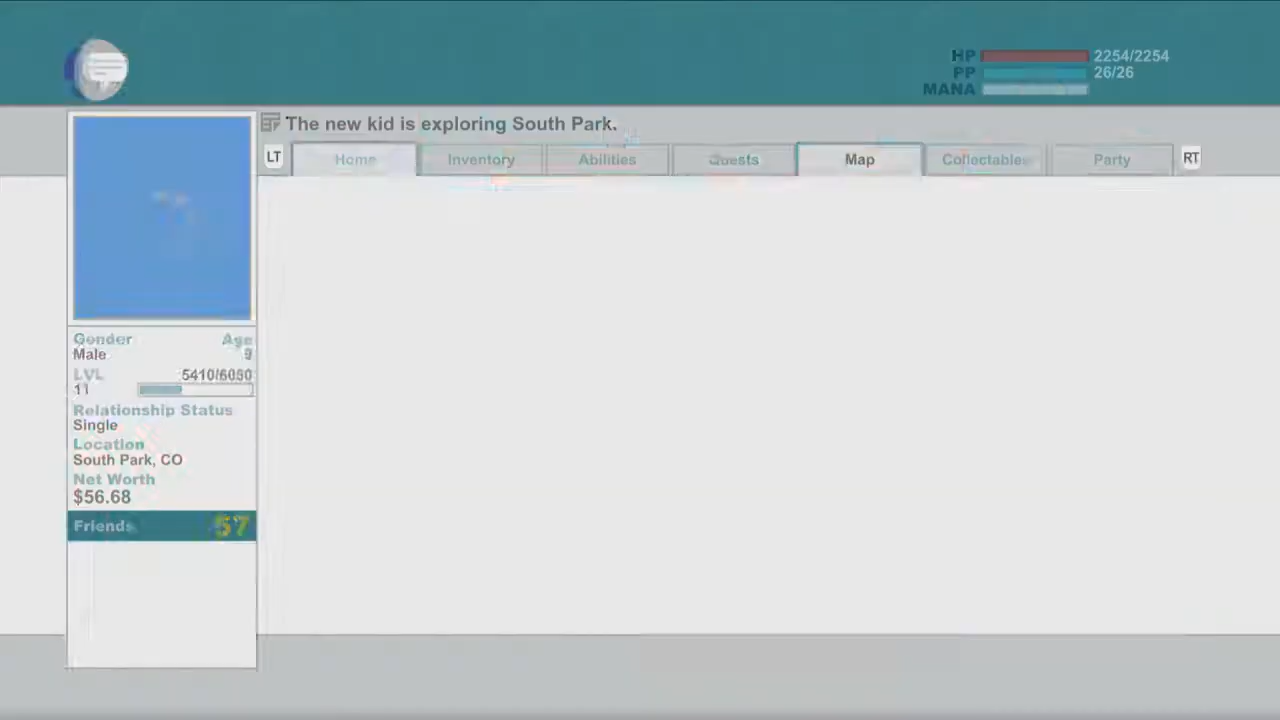 HP 2254/2254
PP 26/26
MANA
The new kid is exploring South Park.
LT Home Inventory Abilities Quests Map Collectables Party RT
Gender Age
Male 9
LVL 5410/6080
11
Relationship Status
Single
Location
South Park, CO
Net Worth
$56.68
Friends 57